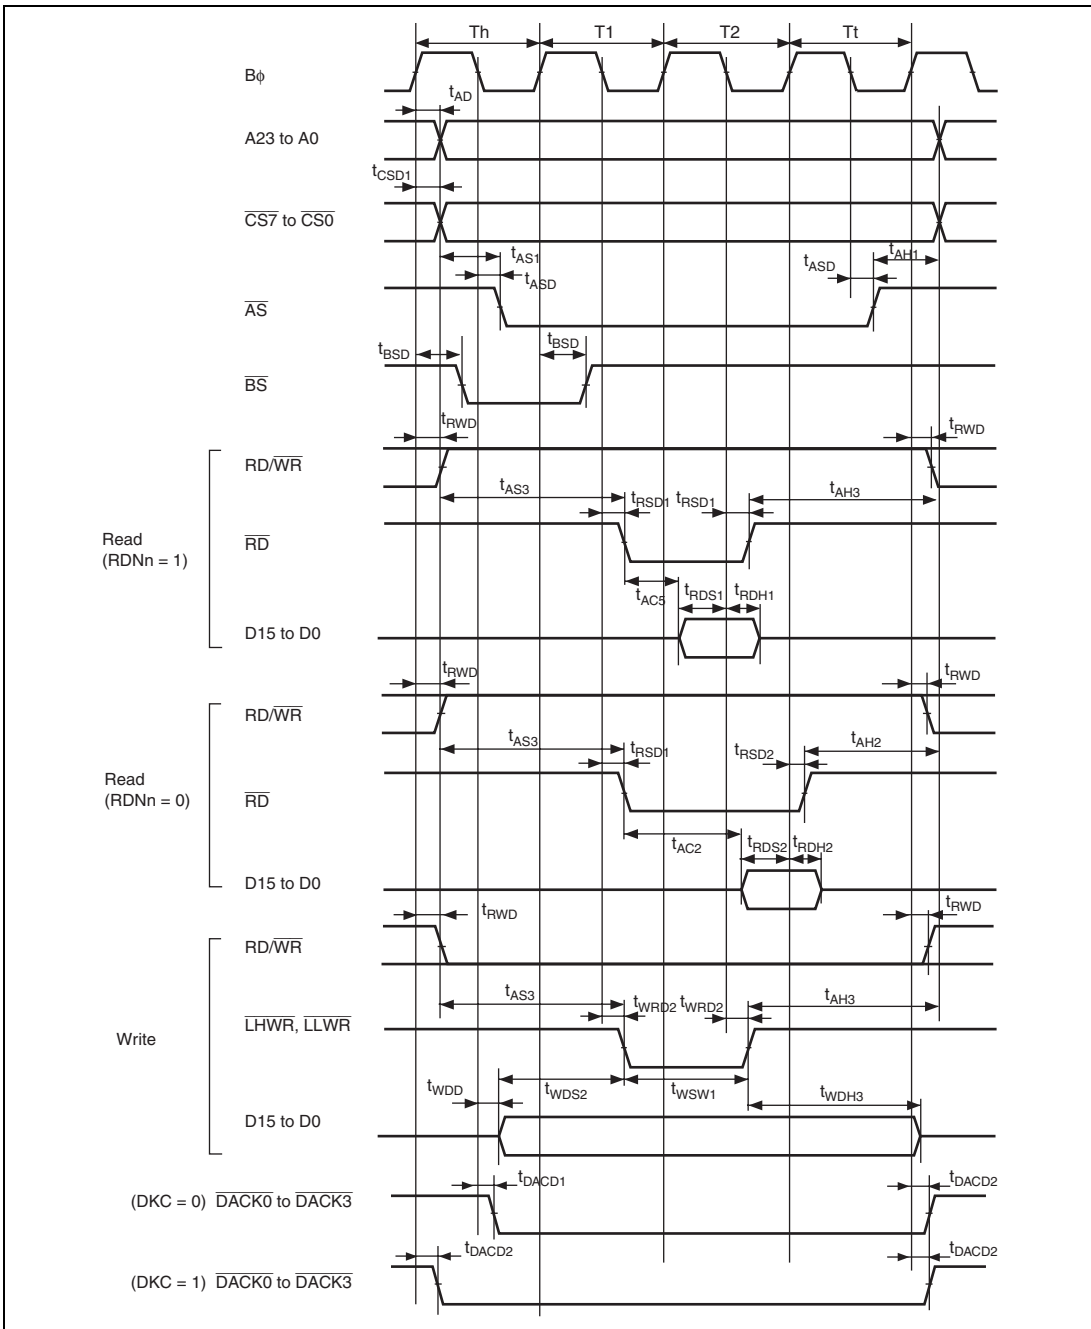 Th T1 T2 Tt
Bφ
tAD
A23 to A0
tCSD1
CS7 to CS0
tAS1 tAH1
tASD tASD
AS
tBSD tBSD
BS
tRWD tRWD
RD/WR
tAS3 tRSD1 tRSD1 tAH3
Read
(RDNn = 1)
RD
tAC5 tRDS1 tRDH1
D15 to D0
tRWD tRWD
RD/WR
tAS3 tRSD1 tRSD2 tAH2
Read
(RDNn = 0)
RD
tAC2 tRDS2 tRDH2
D15 to D0
tRWD tRWD
RD/WR
tAS3 tWRD2 tWRD2 tAH3
Write
LHWR, LLWR
tWDD tWDS2 tWSW1 tWDH3
D15 to D0
tDACD1 tDACD2
(DKC = 0) DACK0 to DACK3
tDACD2 tDACD2
(DKC = 1) DACK0 to DACK3